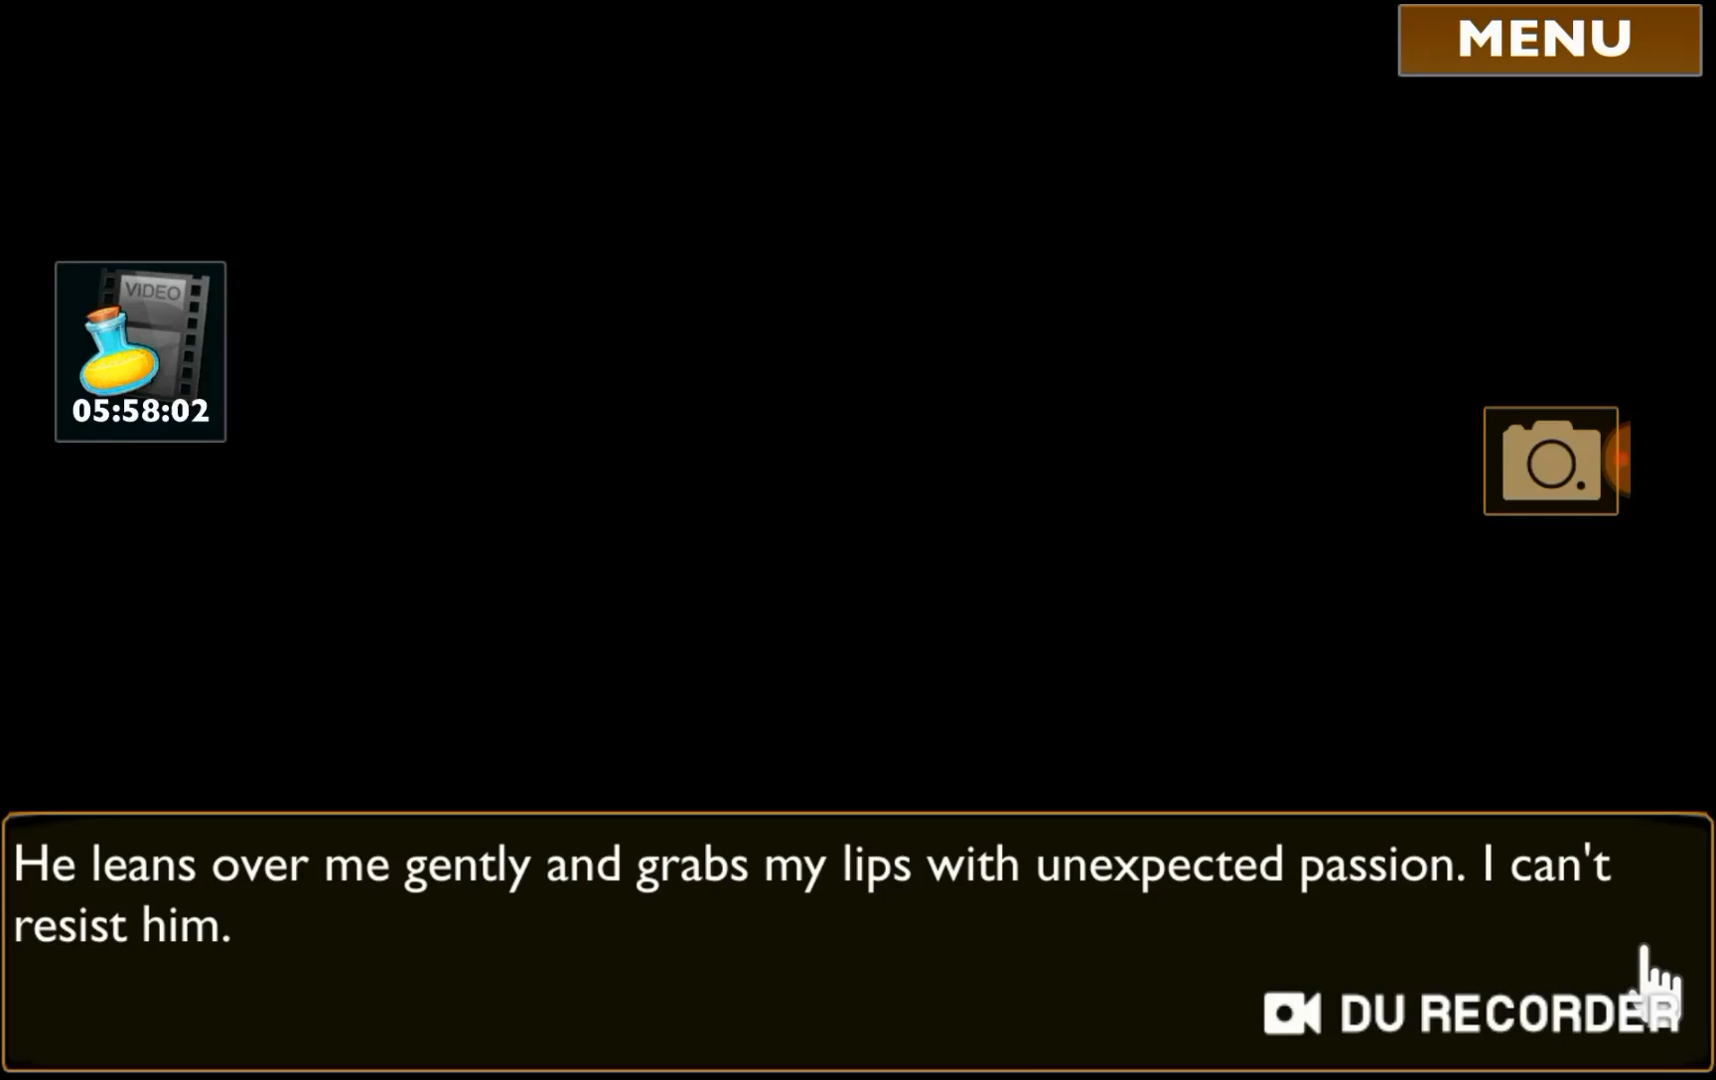 MENU
VIDEO
05:58:02
He leans over me gently and grabs my lips with unexpected passion. I can't
resist him.
DU RECORDER